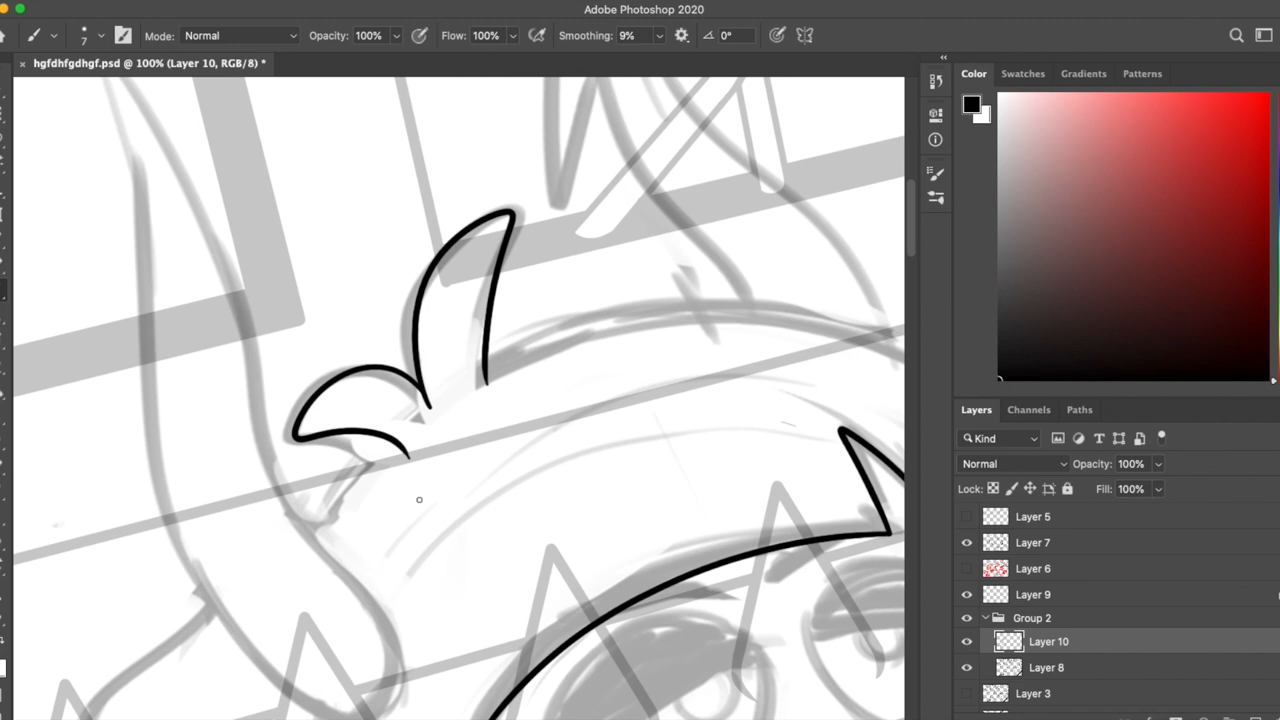 Adobe Photoshop 2020
7 Mode: Normal Opacity: 100% Flow: 100% Smoothing: 9% 0°
× hgfdhfgdhgf.psd @ 100% (Layer 10, RGB/8) *
Color Swatches Gradients Patterns
Layers Channels Paths
Kind
Normal Opacity: 100%
Lock: Fill: 100%
Layer 5
Layer 7
Layer 6
Layer 9
Group 2
Layer 10
Layer 8
Layer 3